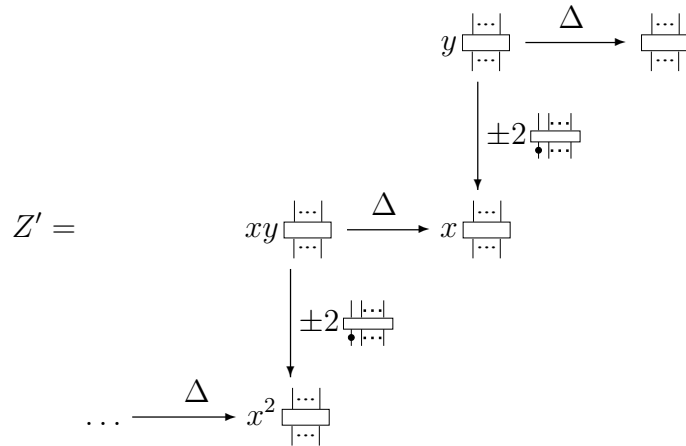 y Δ
±2
Z′ = xy Δ x
±2
… Δ x²